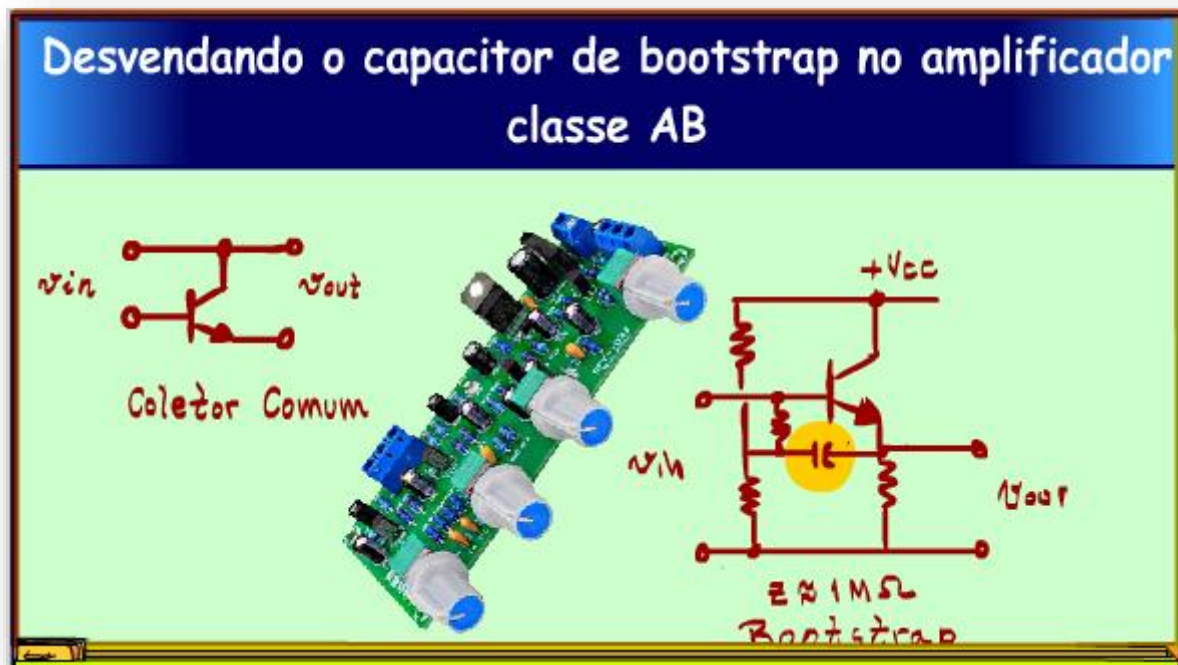 Desvendando o capacitor de bootstrap no amplificador
classe AB
vin
vout
Coletor Comum
+Vcc
vin
vout
Z≈1MΩ
Bootstrap